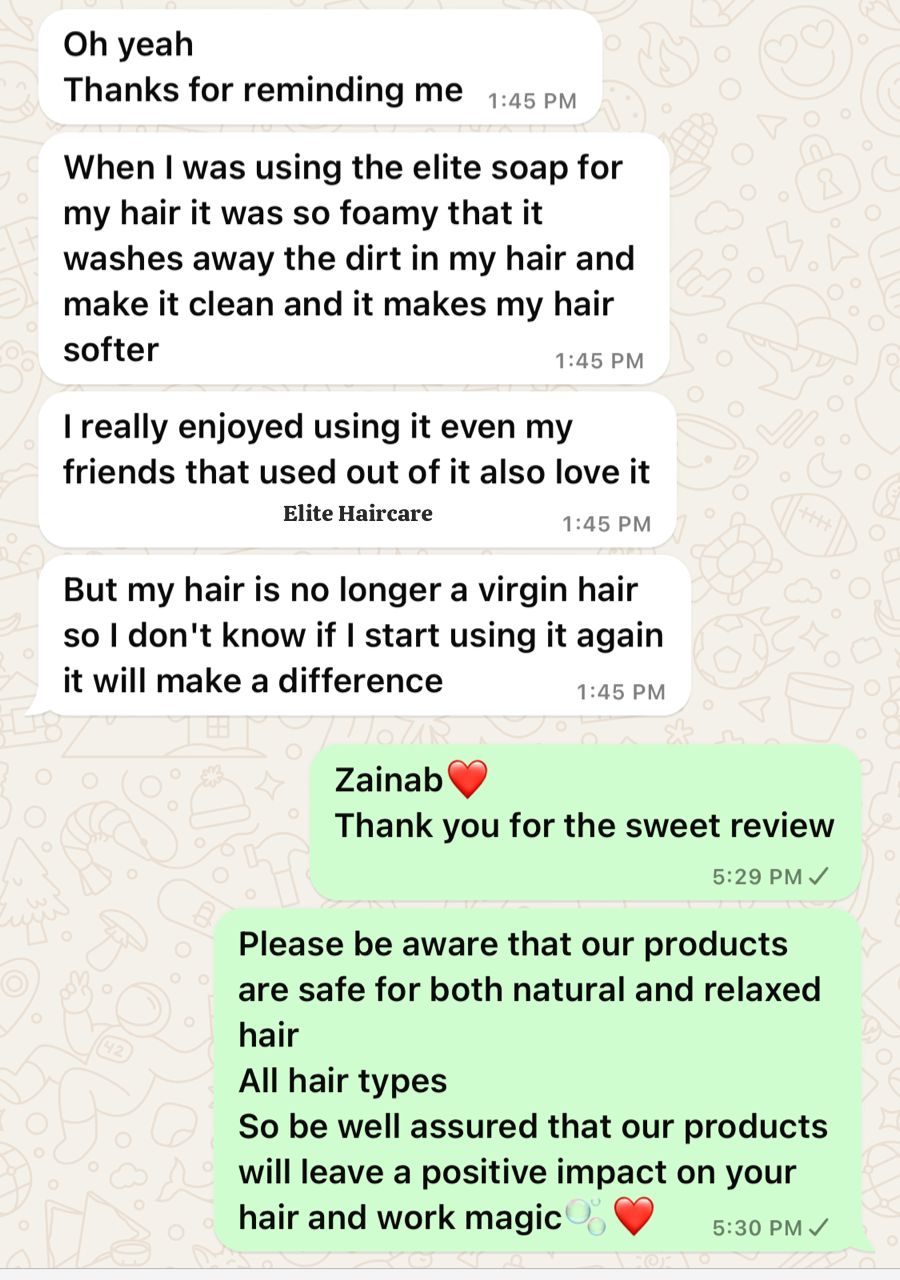 Oh yeah
Thanks for reminding me
1:45 PM
When I was using the elite soap for
my hair it was so foamy that it
washes away the dirt in my hair and
make it clean and it makes my hair
softer
1:45 PM
I really enjoyed using it even my
friends that used out of it also love it
Elite Haircare
1:45 PM
But my hair is no longer a virgin hair
so I don't know if I start using it again
it will make a difference
1:45 PM
Zainab❤️
Thank you for the sweet review
5:29 PM
Please be aware that our products
are safe for both natural and relaxed
hair
All hair types
So be well assured that our products
will leave a positive impact on your
hair and work magic🫧❤️
5:30 PM